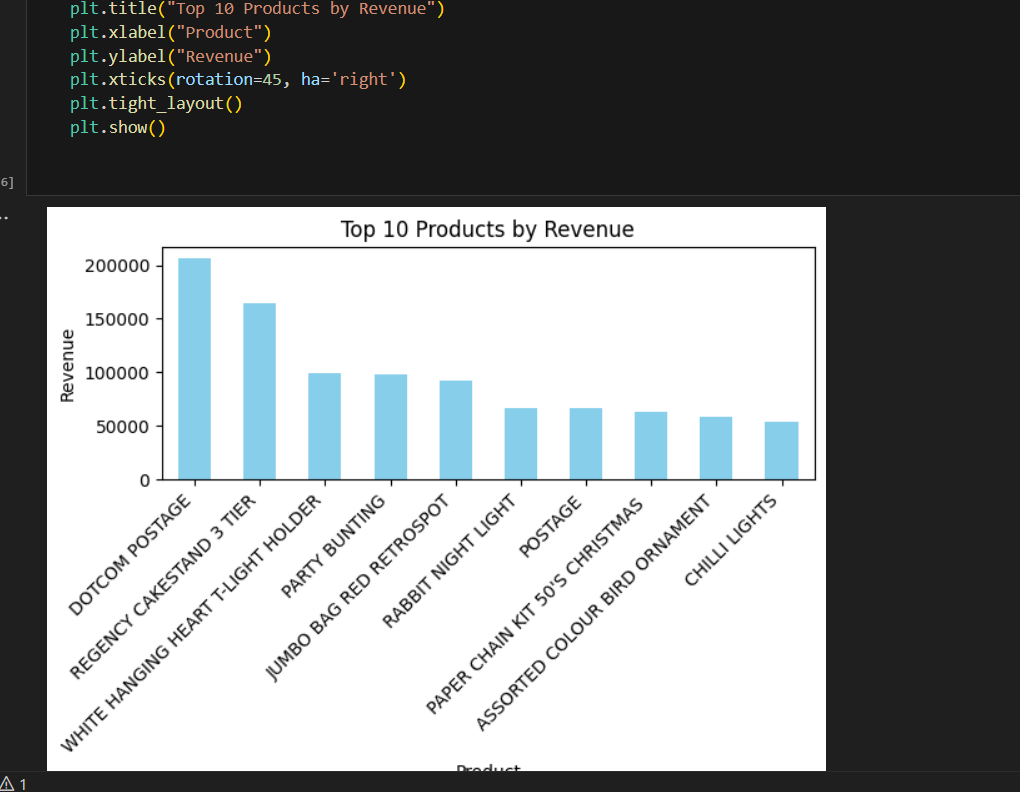 plt.title("Top 10 Products by Revenue")
plt.xlabel("Product")
plt.ylabel("Revenue")
plt.xticks(rotation=45, ha='right')
plt.tight_layout()
plt.show()
6]
..
Top 10 Products by Revenue
200000
150000
100000
50000
0
Revenue
DOTCOM POSTAGE
REGENCY CAKESTAND 3 TIER
WHITE HANGING HEART T-LIGHT HOLDER
PARTY BUNTING
JUMBO BAG RED RETROSPOT
RABBIT NIGHT LIGHT
POSTAGE
PAPER CHAIN KIT 50'S CHRISTMAS
ASSORTED COLOUR BIRD ORNAMENT
CHILLI LIGHTS
Product
1